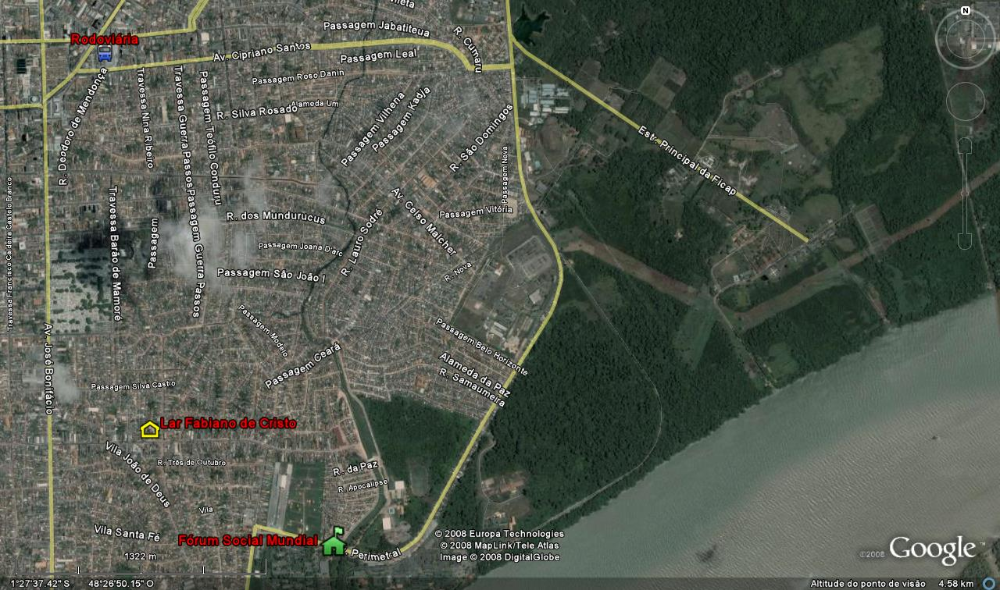 N
Vileta
Passagem Jabatiteua
R. Cumaru
Rodoviária
Av. Cipriano Santos
Passagem Leal
Passagem Roso Danin
R. Deodoro de Mendonça
Travessa Nina Ribeiro
Travessa Guerra Passos
Passagem Teófilo Conduru
Alameda Um
R. Silva Rosado
Passagem Vilhena
Passagem Kadja
R. São Domingos
Estr. Principal da Ficap
Passagem Nova
Travessa Francisco Caldeira Castelo Branco
Travessa Barão de Mamoré
Passagem
Passagem Guerra Passos
R. dos Mundurucus
R. Lauro Sodré
Av. Celso Malcher
Passagem Vitória
Passagem Joana D'arc
R. Nova
Passagem São João I
Passagem Modelo
Av. José Bonifácio
Passagem Belo Horizonte
Passagem Ceará
Alameda da Paz
R. Samaumeira
Passagem Silva Castro
Lar Fabiano de Cristo
Vila João de Deus
R. Três de Outubro
R. da Paz
R. Apocalipse
Vila
Vila Santa Fé
Fórum Social Mundial
. Perimetral
© 2008 Europa Technologies
© 2008 MapLink/Tele Atlas
Image © 2008 DigitalGlobe
©2008 Google™
1322 m
1°27'37.42" S 48°26'50.15" O
Altitude do ponto de visão 4.58 km